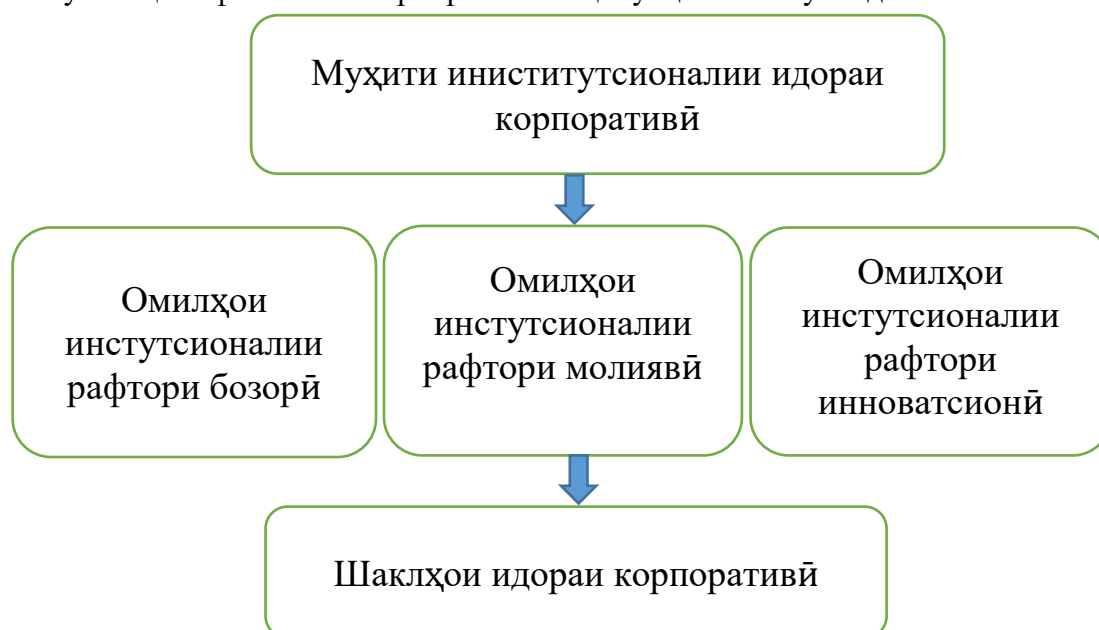 Муҳити иниститутсионалии идораи
корпоративӣ
Омилҳои
инстутсионалии
рафтори бозорӣ
Омилҳои
инстутсионалии
рафтори молиявӣ
Омилҳои
инстутсионалии
рафтори
инноватсионӣ
Шаклҳои идораи корпоративӣ